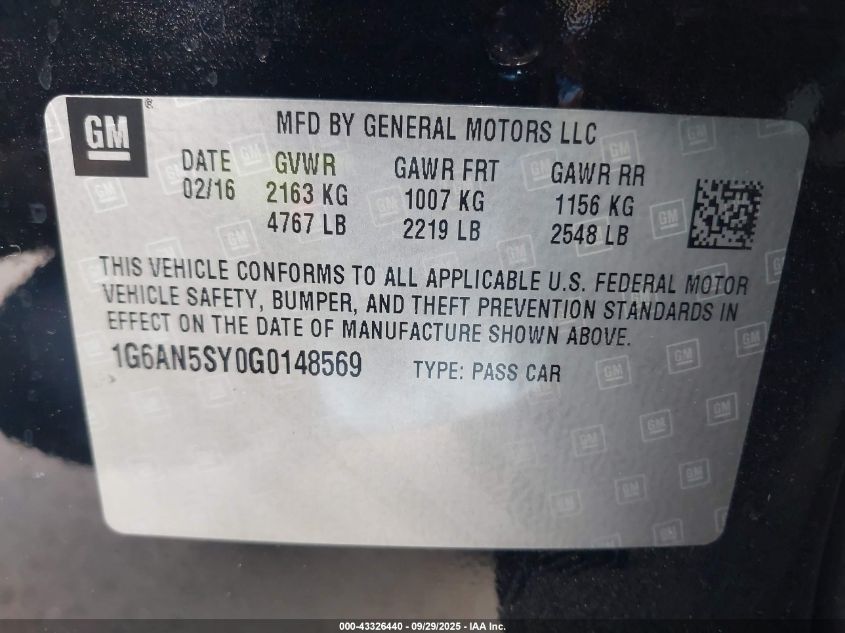 GM ®
MFD BY GENERAL MOTORS LLC
DATE GVWR GAWR FRT GAWR RR
02/16 2163 KG 1007 KG 1156 KG
4767 LB 2219 LB 2548 LB
THIS VEHICLE CONFORMS TO ALL APPLICABLE U.S. FEDERAL MOTOR
VEHICLE SAFETY, BUMPER, AND THEFT PREVENTION STANDARDS IN
EFFECT ON THE DATE OF MANUFACTURE SHOWN ABOVE.
1G6AN5SY0G0148569 TYPE: PASS CAR
000-43326440 - 09/29/2025 - IAA Inc.